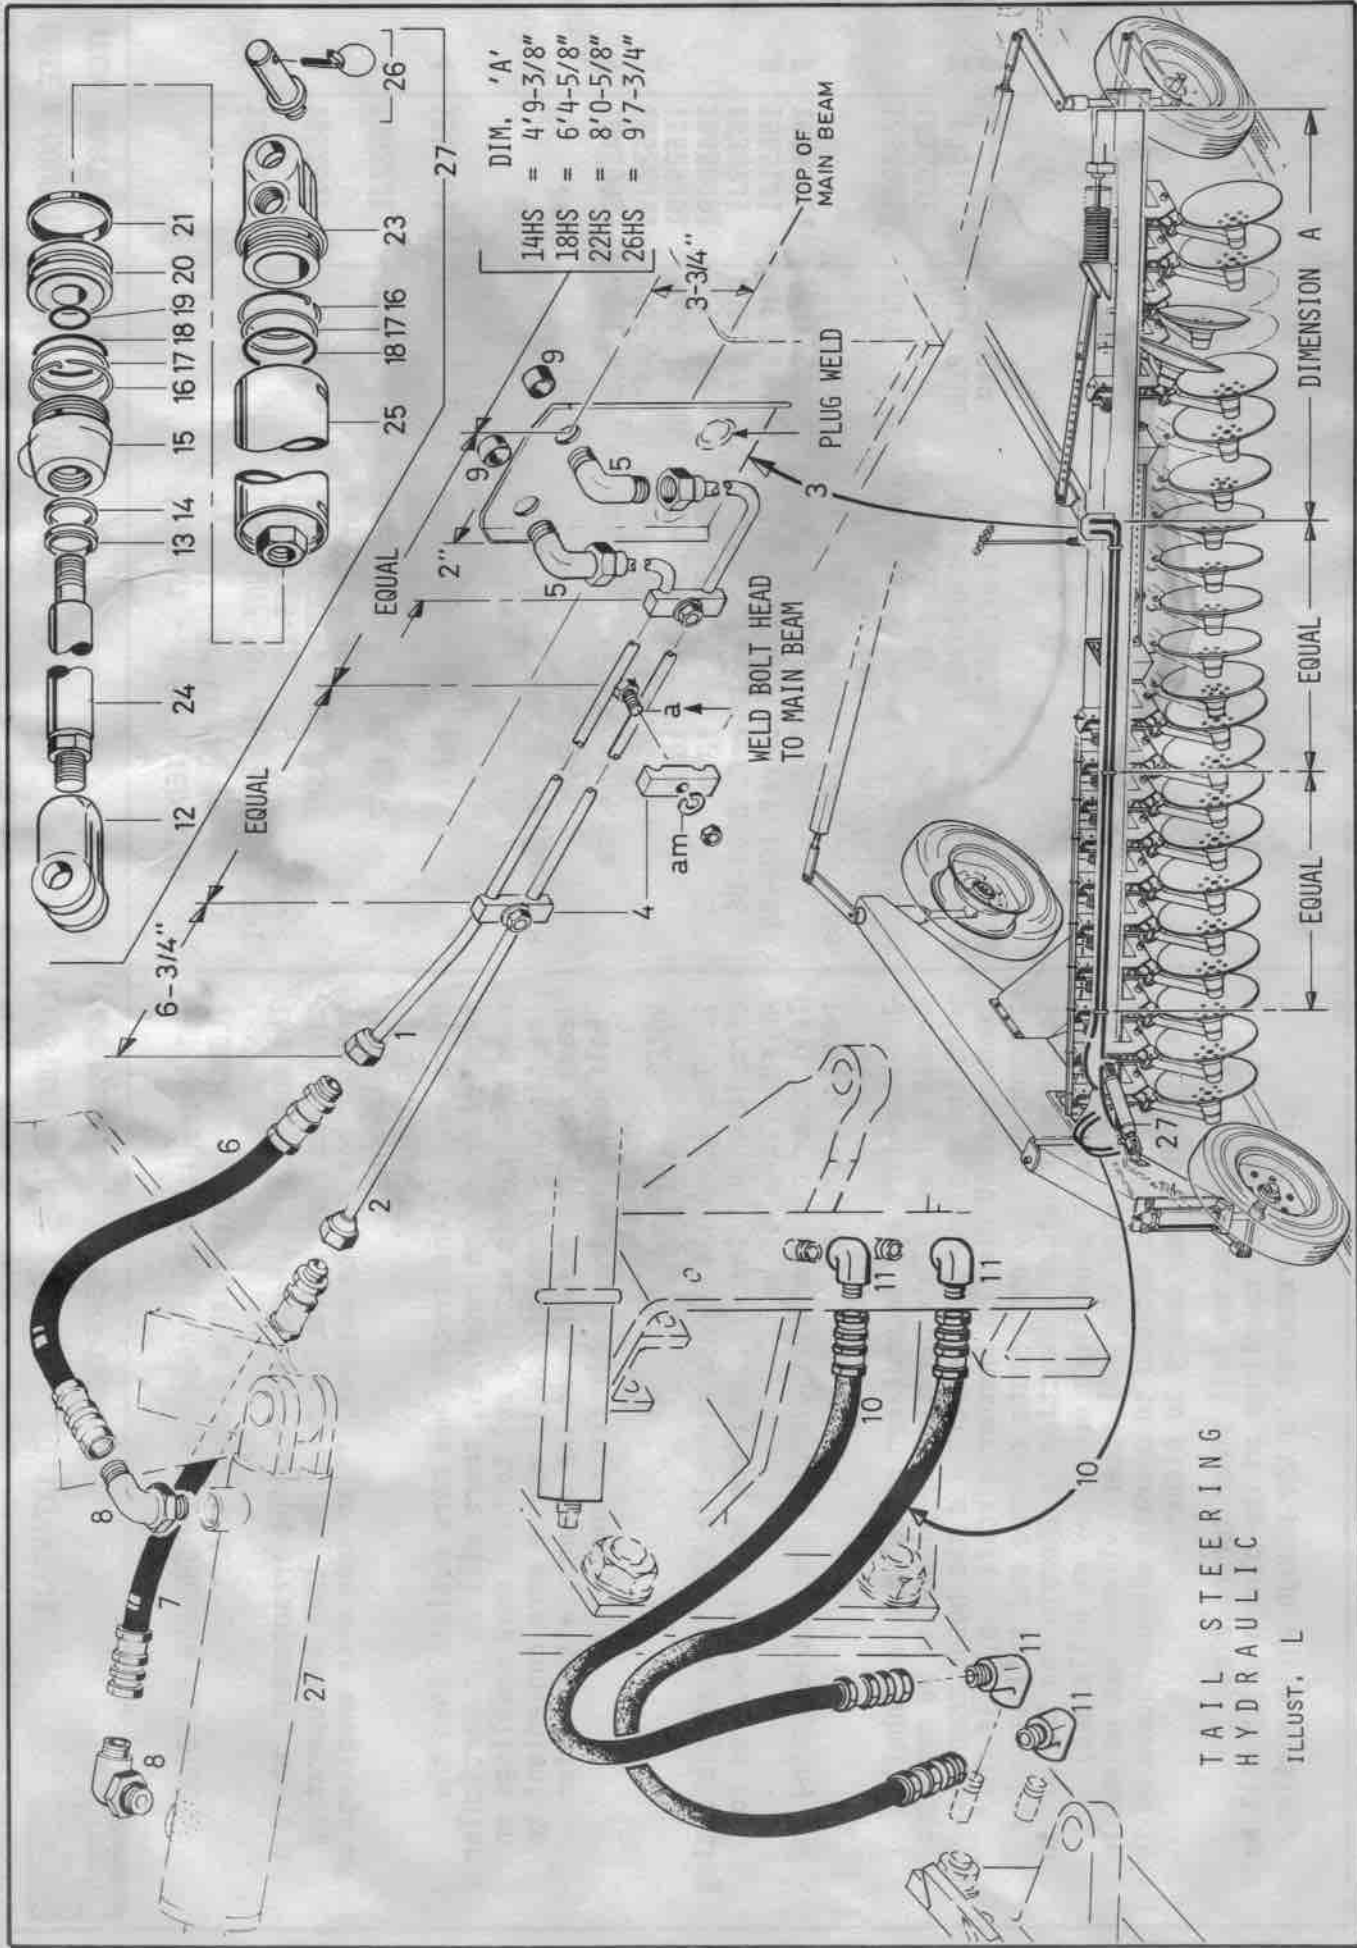 21
20
19
18
17
16
15
14
13
24
12
26
23
16
17
18
25
27
DIM. 'A'
14HS = 4'9-3/8"
18HS = 6'4-5/8"
22HS = 8'0-5/8"
26HS = 9'7-3/4"
6-3/4"
EQUAL
EQUAL
2"
3-3/4"
TOP OF
MAIN BEAM
9
9
5
5
PLUG WELD
3
WELD BOLT HEAD
TO MAIN BEAM
a
am
4
1
2
6
8
7
8
27
10
11
11
11
11
10
27
DIMENSION A
EQUAL
EQUAL
TAIL STEERING
HYDRAULIC
ILLUST. L